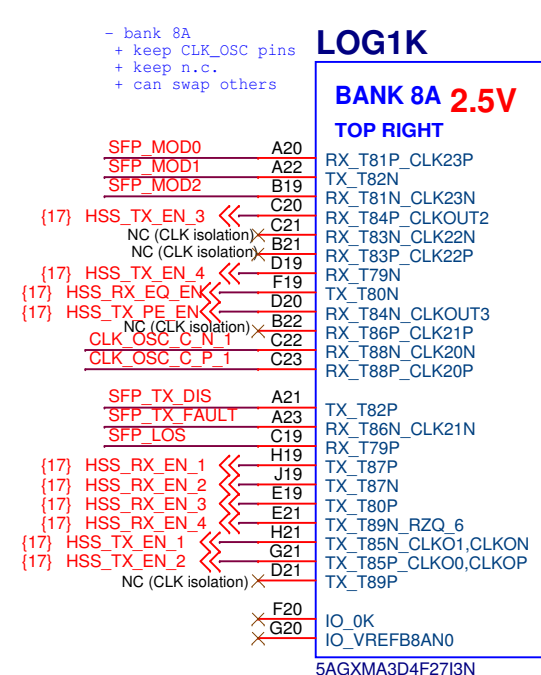 - bank 8A
+ keep CLK_OSC pins
+ keep n.c.
+ can swap others
LOG1K
BANK 8A 2.5V
TOP RIGHT
SFP_MOD0 A20 RX_T81P_CLK23P
SFP_MOD1 A22 TX_T82N
SFP_MOD2 B19 RX_T81N_CLK23N
{17} HSS_TX_EN_3 C20 RX_T84P_CLKOUT2
NC (CLK isolation) C21 RX_T83N_CLK22N
NC (CLK isolation) B21 RX_T83P_CLK22P
{17} HSS_TX_EN_4 D19 RX_T79N
{17} HSS_RX_EQ_EN F19 TX_T80N
{17} HSS_TX_PE_EN D20 RX_T84N_CLKOUT3
NC (CLK isolation) B22 RX_T86P_CLK21P
CLK_OSC_C_N_1 C22 RX_T88N_CLK20N
CLK_OSC_C_P_1 C23 RX_T88P_CLK20P
SFP_TX_DIS A21 TX_T82P
SFP_TX_FAULT A23 RX_T86N_CLK21N
SFP_LOS C19 RX_T79P
{17} HSS_RX_EN_1 H19 TX_T87P
{17} HSS_RX_EN_2 J19 TX_T87N
{17} HSS_RX_EN_3 E19 TX_T80P
{17} HSS_RX_EN_4 E21 TX_T89N_RZQ_6
{17} HSS_TX_EN_1 H21 TX_T85N_CLKO1,CLKON
{17} HSS_TX_EN_2 G21 TX_T85P_CLKO0,CLKOP
NC (CLK isolation) D21 TX_T89P
F20 IO_0K
G20 IO_VREFB8AN0
5AGXMA3D4F27I3N